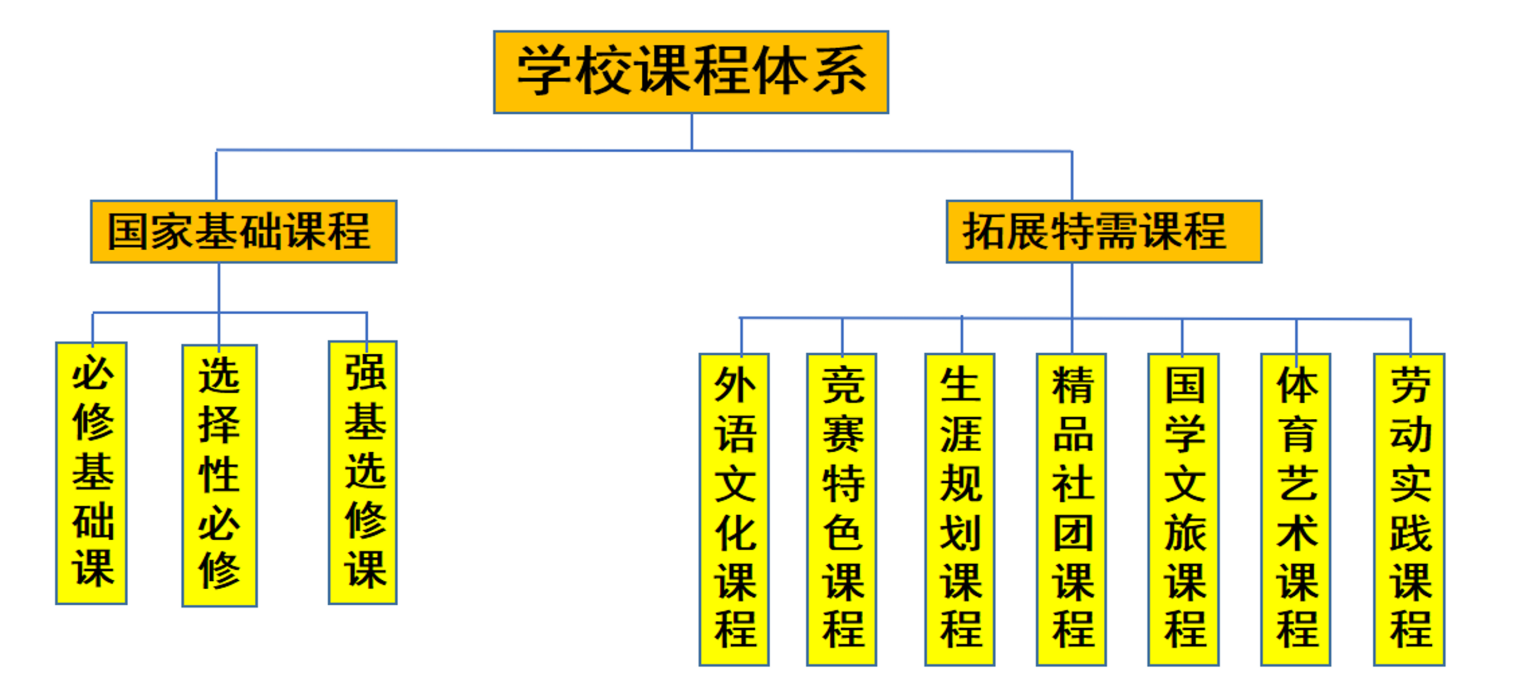 学校课程体系
国家基础课程
拓展特需课程
必修基础课
选择性必修
强基选修课
外语文化课程
竞赛特色课程
生涯规划课程
精品社团课程
国学文旅课程
体育艺术课程
劳动实践课程